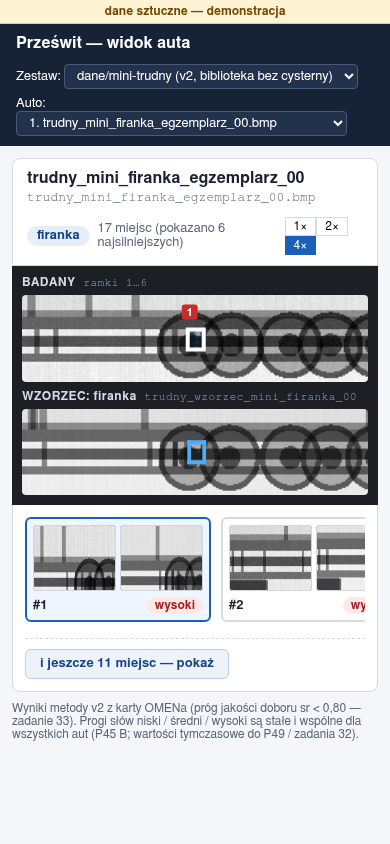 dane sztuczne — demonstracja
Prześwit — widok auta
Zestaw: dane/mini-trudny (v2, biblioteka bez cysterny)
Auto:
1. trudny_mini_firanka_egzemplarz_00.bmp
trudny_mini_firanka_egzemplarz_00
trudny_mini_firanka_egzemplarz_00.bmp
firanka 17 miejsc (pokazano 6 najsilniejszych)
1× 2×
4×
BADANY ramki 1…6
1
WZORZEC: firanka trudny_wzorzec_mini_firanka_00
#1 wysoki #2 wy
i jeszcze 11 miejsc — pokaż
Wyniki metody v2 z karty OMENa (próg jakości doboru sr < 0,80 —
zadanie 33). Progi słów niski / średni / wysoki są stałe i wspólne dla
wszystkich aut (P45 B; wartości tymczasowe do P49 / zadania 32).